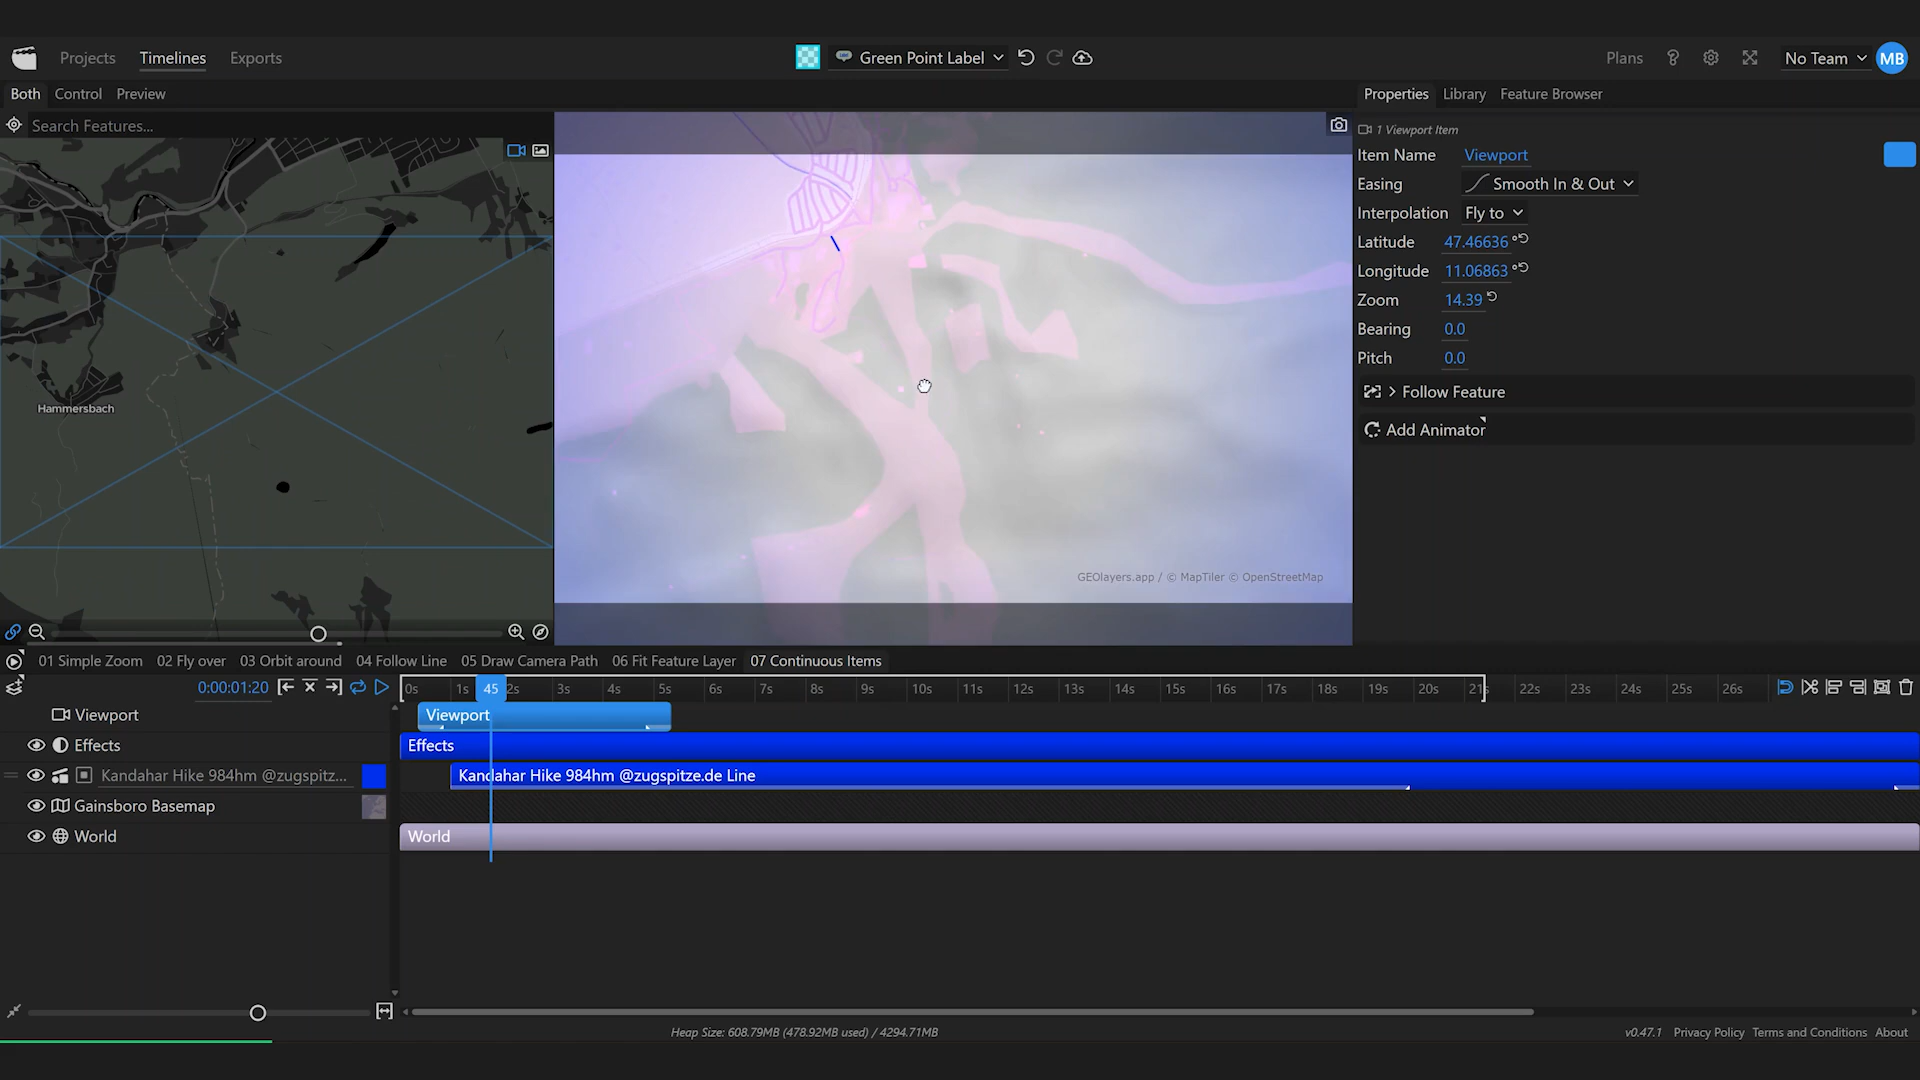 Projects Timelines Exports
Green Point Label
Plans ? No Team MB
Both Control Preview
Properties Library Feature Browser
Search Features...
1 Viewport Item
Item Name Viewport
Easing Smooth In & Out
Interpolation Fly to
Latitude 47.46636 °
Longitude 11.06863 °
Zoom 14.39
Bearing 0.0
Pitch 0.0
Follow Feature
Add Animator
Hammersbach
GEOlayers.app / © MapTiler © OpenStreetMap
01 Simple Zoom 02 Fly over 03 Orbit around 04 Follow Line 05 Draw Camera Path 06 Fit Feature Layer 07 Continuous Items
0:00:01:20 0s 1s 45 2s 3s 4s 5s 6s 7s 8s 9s 10s 11s 12s 13s 14s 15s 16s 17s 18s 19s 20s 21s 22s 23s 24s 25s 26s
Viewport Viewport
Effects Effects
Kandahar Hike 984hm @zugspitz... Kandahar Hike 984hm @zugspitze.de Line
Gainsboro Basemap
World World
Heap Size: 608.79MB (478.92MB used) / 4294.71MB
v0.47.1 Privacy Policy Terms and Conditions About